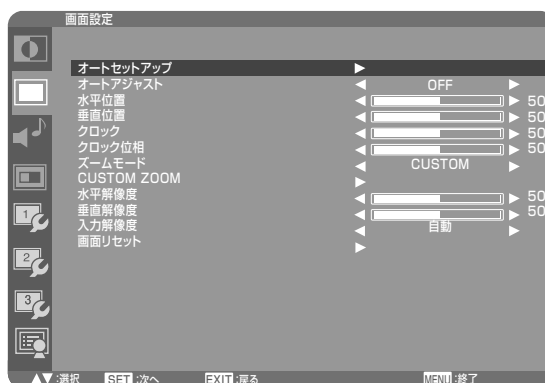 画面設定
オートセットアップ
オートアジャスト OFF
水平位置 50
垂直位置 50
クロック 50
クロック位相 50
ズームモード CUSTOM
CUSTOM ZOOM
水平解像度 50
垂直解像度 50
入力解像度 自動
画面リセット
1
2
3
▲▼:選択 SET:次へ EXIT:戻る MENU:終了